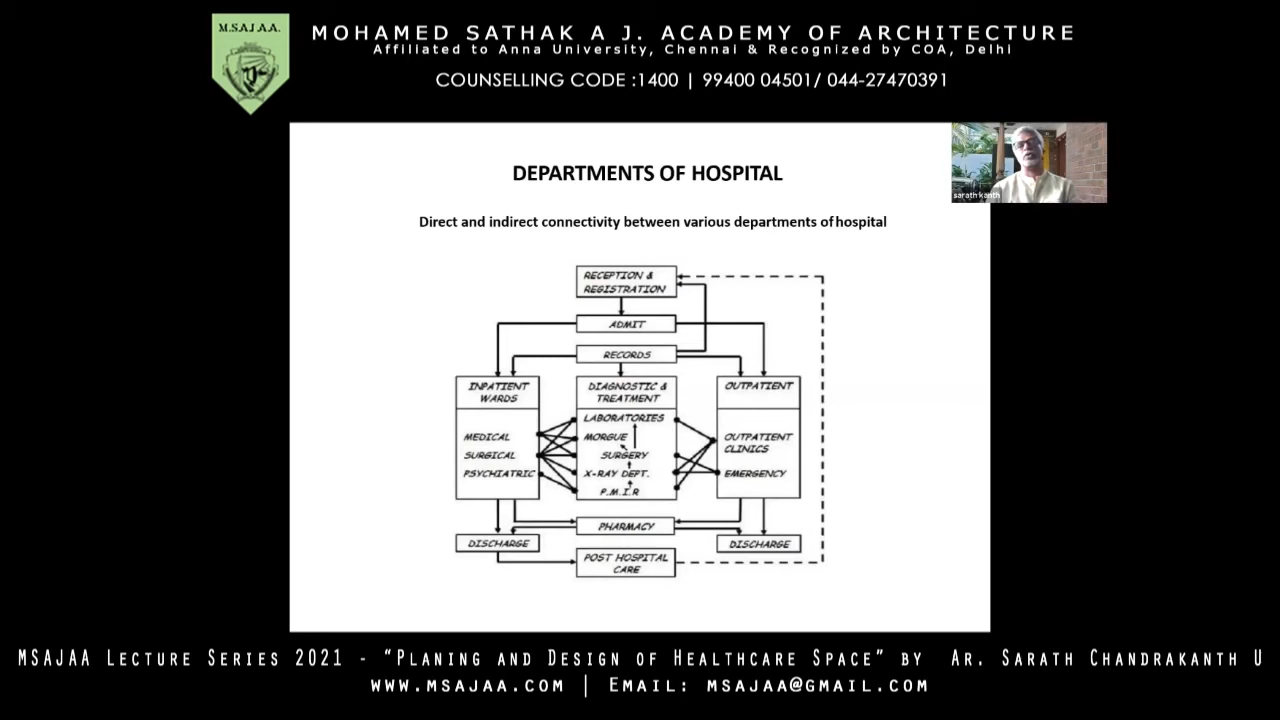 M.SAJ AA.
MOHAMED SATHAK A J. ACADEMY OF ARCHITECTURE
Affiliated to Anna University, Chennai & Recognized by COA, Delhi
COUNSELLING CODE :1400 | 99400 04501/ 044-27470391
sarath kanth
DEPARTMENTS OF HOSPITAL
Direct and indirect connectivity between various departments of hospital
RECEPTION &
REGISTRATION
ADMIT
RECORDS
INPATIENT
WARDS
MEDICAL
SURGICAL
PSYCHIATRIC
DIAGNOSTIC &
TREATMENT
LABORATORIES
MORGUE
SURGERY
X-RAY DEPT.
P.M.I.R
OUTPATIENT
OUTPATIENT
CLINICS
EMERGENCY
PHARMACY
DISCHARGE
DISCHARGE
POST HOSPITAL
CARE
MSAJAA Lecture Series 2021 - “Planing and Design of Healthcare Space” by Ar. Sarath Chandrakanth U
www.msajaa.com | Email: msajaa@gmail.com